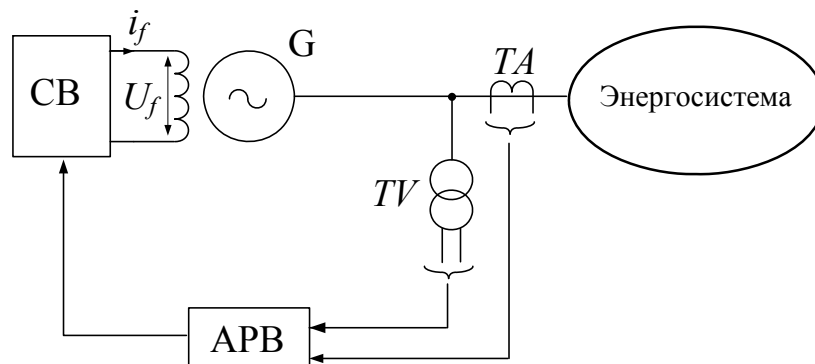 i_f
G
TA
СВ
U_f
Энергосистема
TV
АРВ